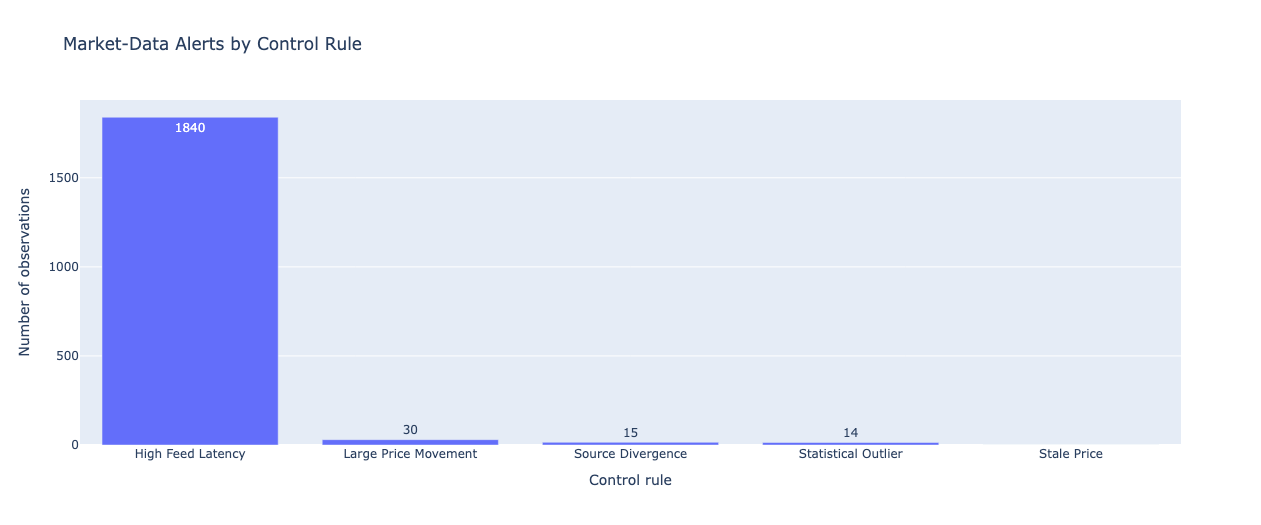 Market-Data Alerts by Control Rule
Number of observations
1500
1000
500
0
1840
30
15
14
High Feed Latency
Large Price Movement
Source Divergence
Statistical Outlier
Stale Price
Control rule